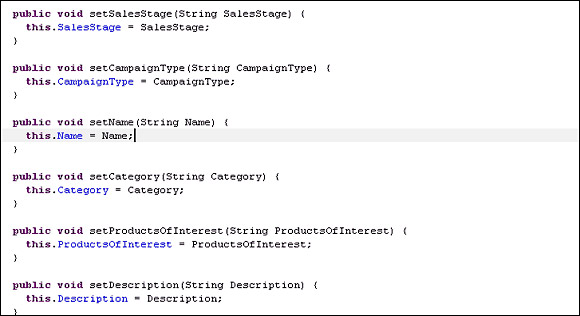 public void setSalesStage(String SalesStage) {
this.SalesStage = SalesStage;
}
public void setCampaignType(String CampaignType) {
this.CampaignType = CampaignType;
}
public void setName(String Name) {
this.Name = Name;
}
public void setCategory(String Category) {
this.Category = Category;
}
public void setProductsOfInterest(String ProductsOfInterest) {
this.ProductsOfInterest = ProductsOfInterest;
}
public void setDescription(String Description) {
this.Description = Description;
}